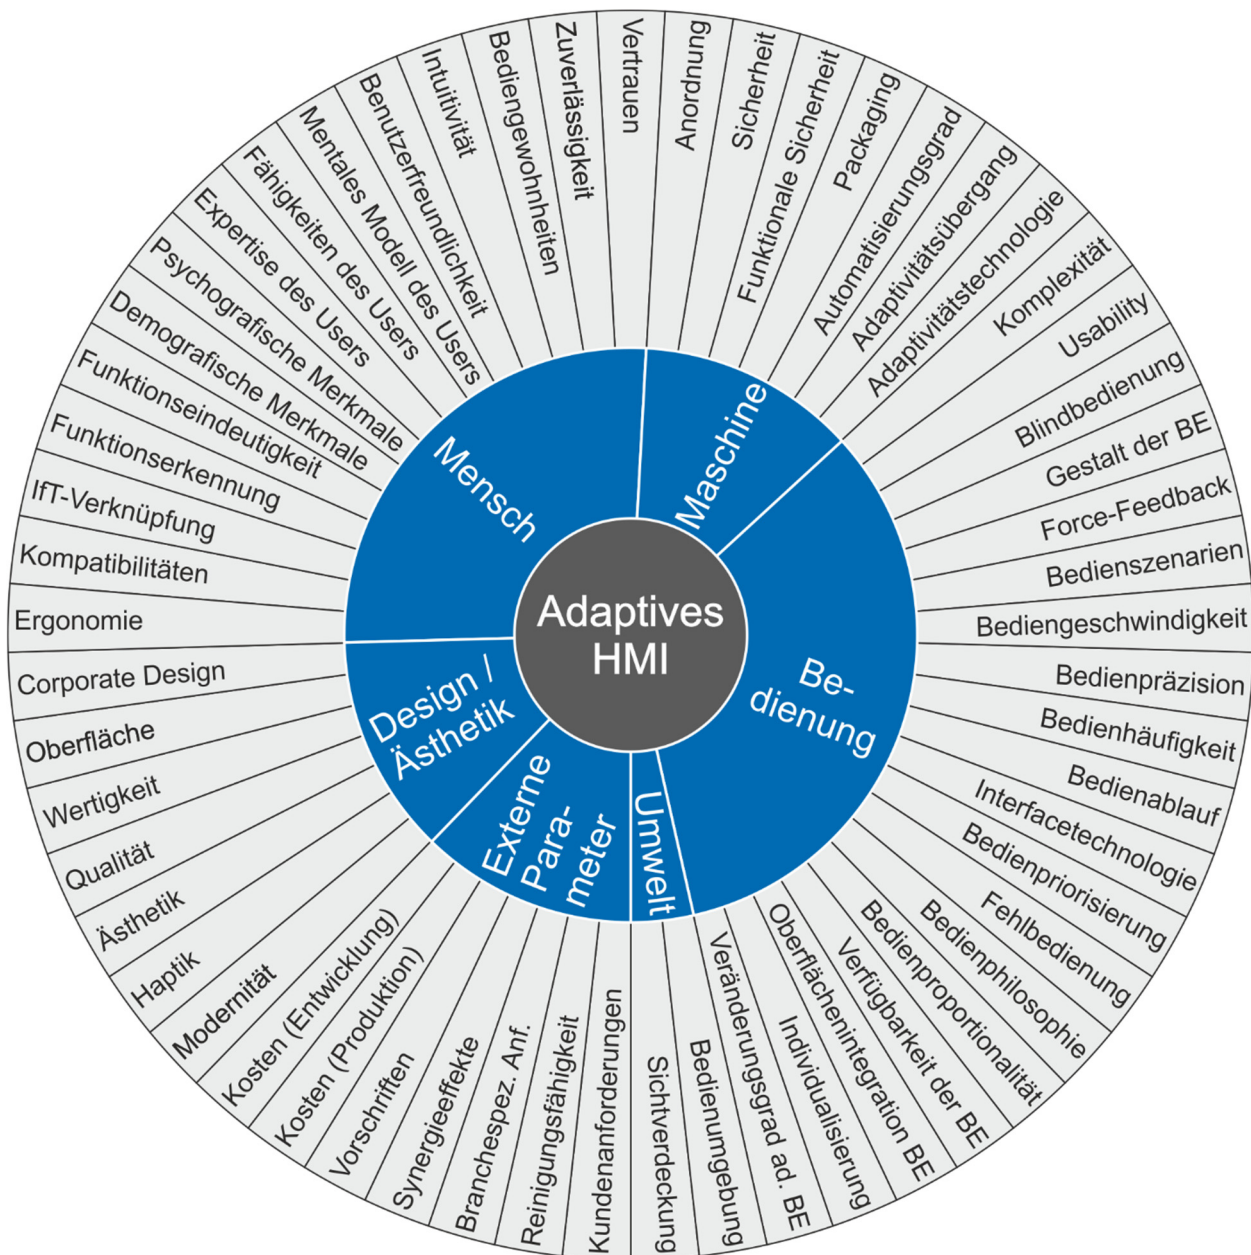 Adaptives
HMI
Mensch
Maschine
Be-
dienung
Umwelt
Externe
Para-
meter
Design /
Ästhetik
Vertrauen
Anordnung
Sicherheit
Funktionale Sicherheit
Packaging
Automatisierungsgrad
Adaptivitätsübergang
Adaptivitätstechnologie
Komplexität
Usability
Blindbedienung
Gestalt der BE
Force-Feedback
Bedienszenarien
Bediengeschwindigkeit
Bedienpräzision
Bedienhäufigkeit
Bedienablauf
Interfacetechnologie
Bedienpriorisierung
Fehlbedienung
Bedienphilosophie
Bedienproportionalität
Verfügbarkeit der BE
Oberflächenintegration BE
Individualisierung
Veränderungsgrad ad. BE
Bedienumgebung
Sichtverdeckung
Kundenanforderungen
Reinigungsfähigkeit
Branchespez. Anf.
Synergieeffekte
Vorschriften
Kosten (Produktion)
Kosten (Entwicklung)
Modernität
Haptik
Ästhetik
Qualität
Wertigkeit
Oberfläche
Corporate Design
Ergonomie
Kompatibilitäten
IfT-Verknüpfung
Funktionserkennung
Funktionseindeutigkeit
Demografische Merkmale
Psychografische Merkmale
Expertise des Users
Fähigkeiten des Users
Mentales Modell des Users
Benutzerfreundlichkeit
Intuitivität
Bediengewohnheiten
Zuverlässigkeit